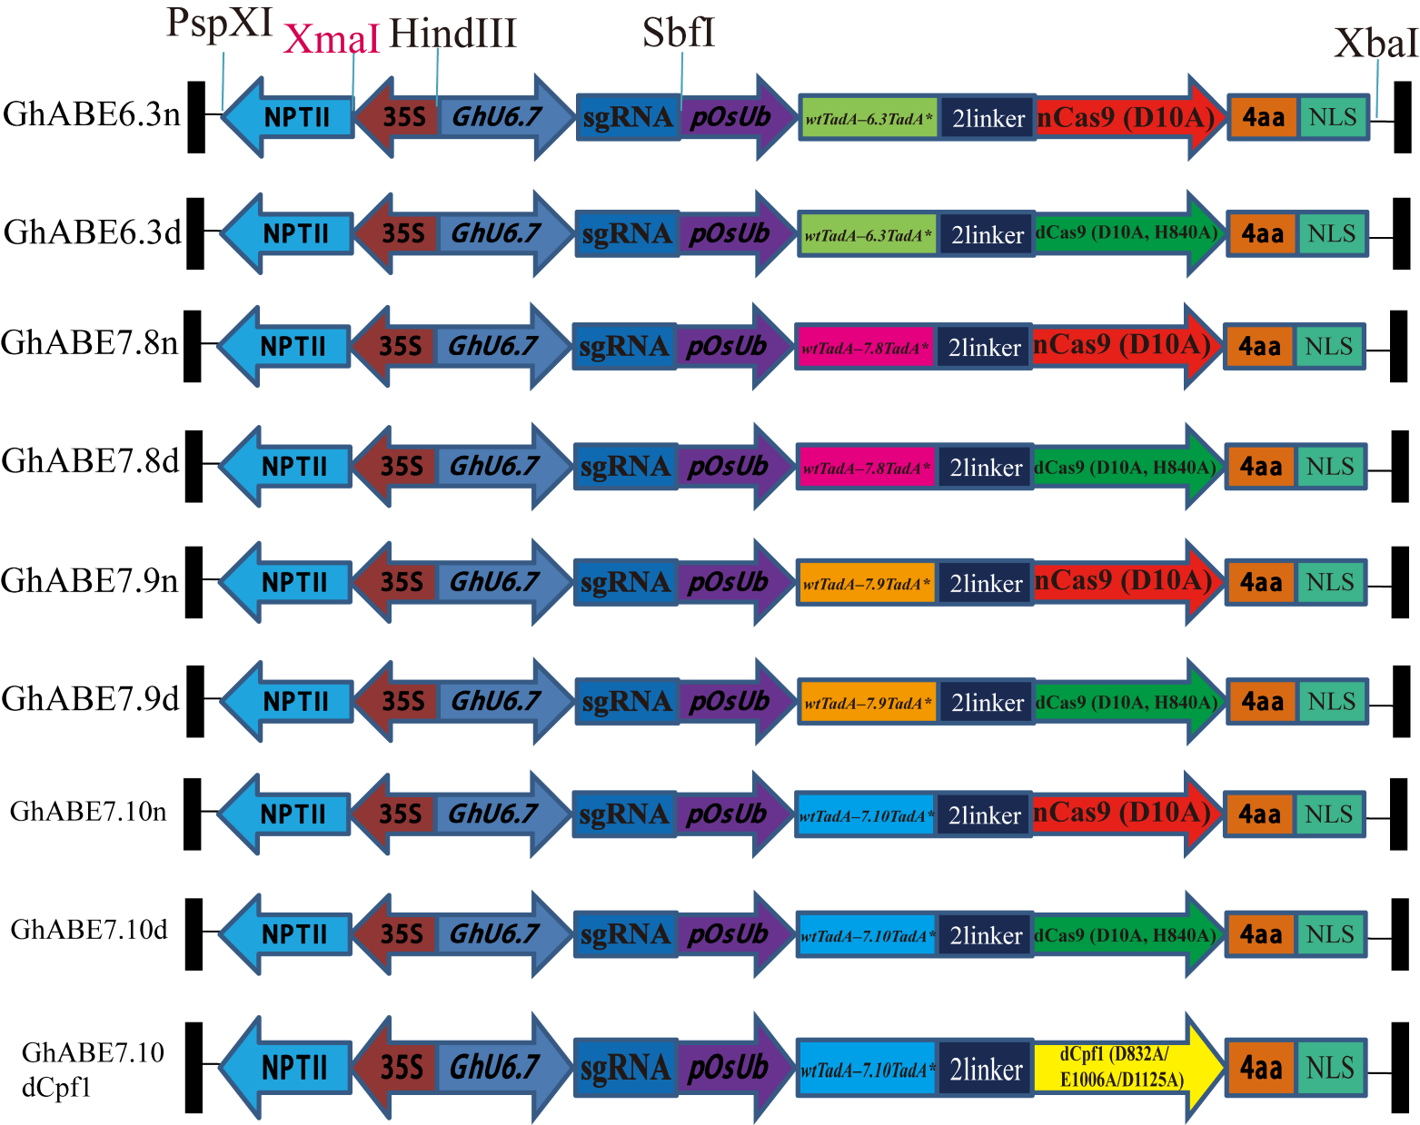 PspXI XmaI HindIII SbfI XbaI
GhABE6.3n NPTII 35S GhU6.7 sgRNA pOsUb wtTadA–6.3TadA* 2linker nCas9 (D10A) 4aa NLS
GhABE6.3d NPTII 35S GhU6.7 sgRNA pOsUb wtTadA–6.3TadA* 2linker dCas9 (D10A, H840A) 4aa NLS
GhABE7.8n NPTII 35S GhU6.7 sgRNA pOsUb wtTadA–7.8TadA* 2linker nCas9 (D10A) 4aa NLS
GhABE7.8d NPTII 35S GhU6.7 sgRNA pOsUb wtTadA–7.8TadA* 2linker dCas9 (D10A, H840A) 4aa NLS
GhABE7.9n NPTII 35S GhU6.7 sgRNA pOsUb wtTadA–7.9TadA* 2linker nCas9 (D10A) 4aa NLS
GhABE7.9d NPTII 35S GhU6.7 sgRNA pOsUb wtTadA–7.9TadA* 2linker dCas9 (D10A, H840A) 4aa NLS
GhABE7.10n NPTII 35S GhU6.7 sgRNA pOsUb wtTadA–7.10TadA* 2linker nCas9 (D10A) 4aa NLS
GhABE7.10d NPTII 35S GhU6.7 sgRNA pOsUb wtTadA–7.10TadA* 2linker dCas9 (D10A, H840A) 4aa NLS
GhABE7.10
dCpf1 NPTII 35S GhU6.7 sgRNA pOsUb wtTadA–7.10TadA* 2linker dCpf1 (D832A/
E1006A/D1125A) 4aa NLS